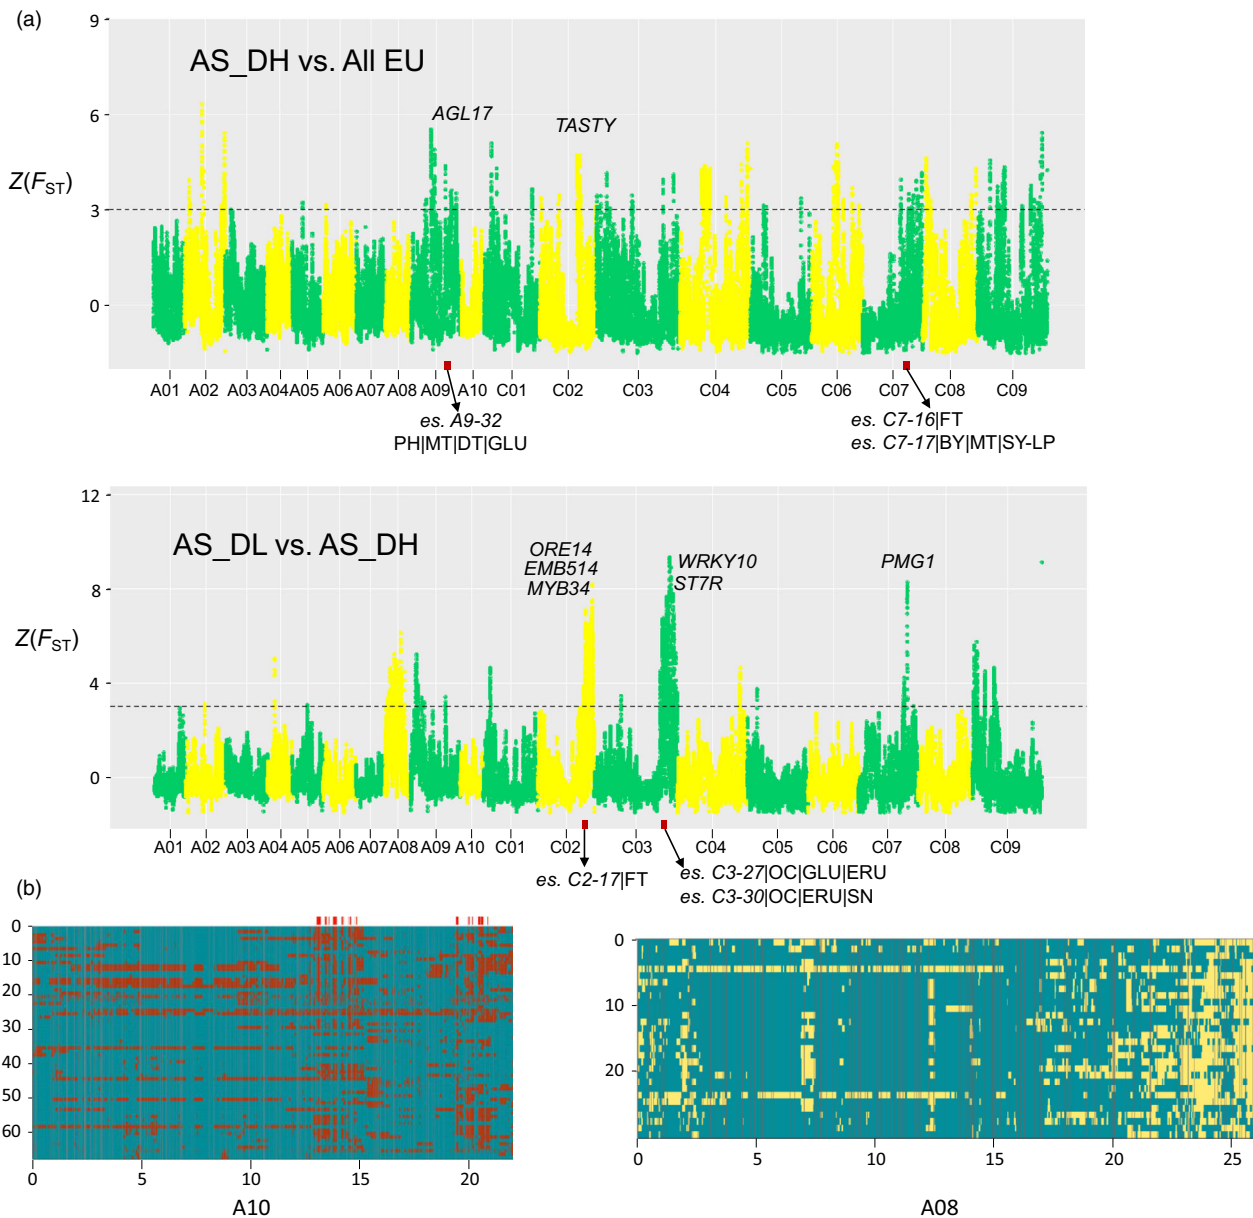 (a)
9
AS_DH vs. All EU
6
AGL17
TASTY
Z(FST)
3
0
A01 A02 A03 A04 A05 A06 A07 A08 A09 A10 C01 C02 C03 C04 C05 C06 C07 C08 C09
es. A9-32
PH|MT|DT|GLU
es. C7-16|FT
es. C7-17|BY|MT|SY-LP
12
AS_DL vs. AS_DH
ORE14
EMB514
MYB34
WRKY10
ST7R
PMG1
8
Z(FST)
4
0
A01 A02 A03 A04 A05 A06 A07 A08 A09 A10 C01 C02 C03 C04 C05 C06 C07 C08 C09
es. C2-17|FT
es. C3-27|OC|GLU|ERU
es. C3-30|OC|ERU|SN
(b)
0
10
20
30
40
50
60
0 5 10 15 20
A10
0
10
20
0 5 10 15 20 25
A08